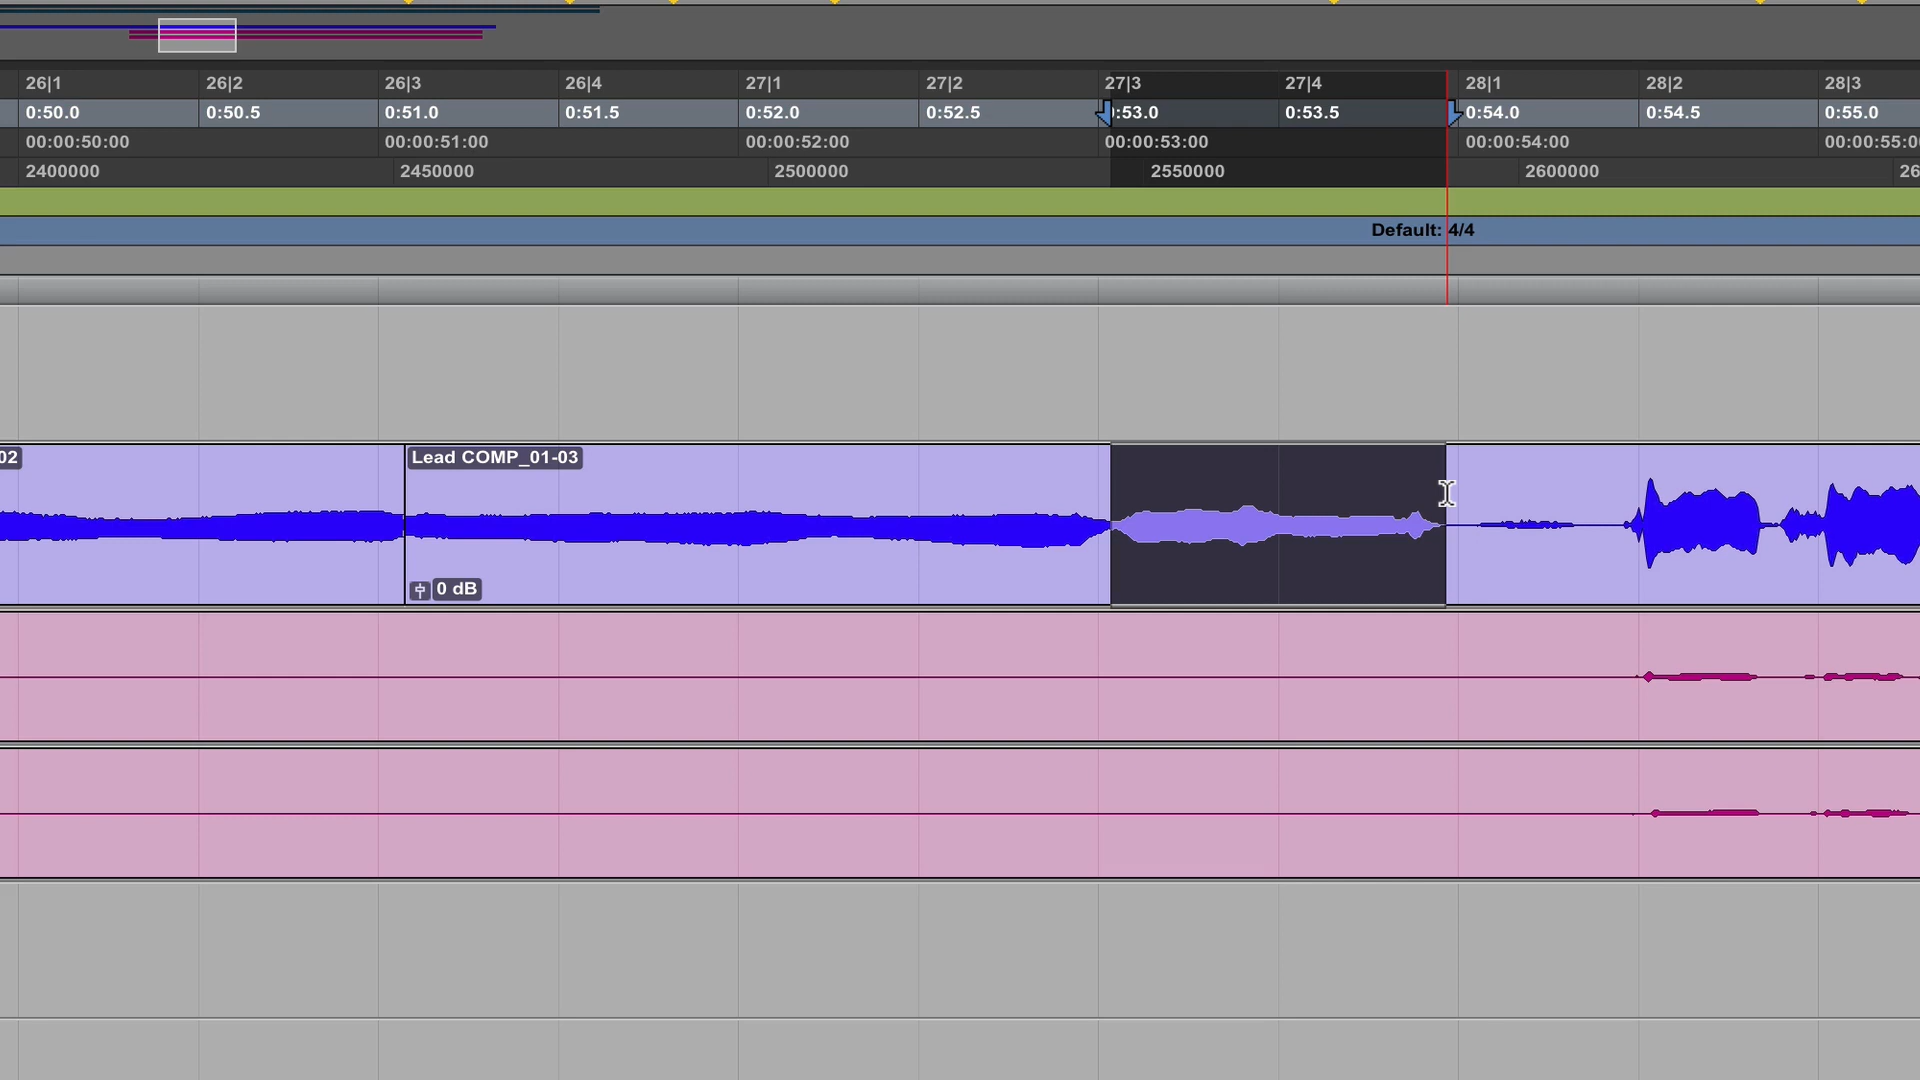 26|1 26|2 26|3 26|4 27|1 27|2 27|3 27|4 28|1 28|2 28|3
0:50.0 0:50.5 0:51.0 0:51.5 0:52.0 0:52.5 0:53.0 0:53.5 0:54.0 0:54.5 0:55.0
00:00:50:00 00:00:51:00 00:00:52:00 00:00:53:00 00:00:54:00 00:00:55:0
2400000 2450000 2500000 2550000 2600000 26
Default: 4/4
02 Lead COMP_01-03
0 dB